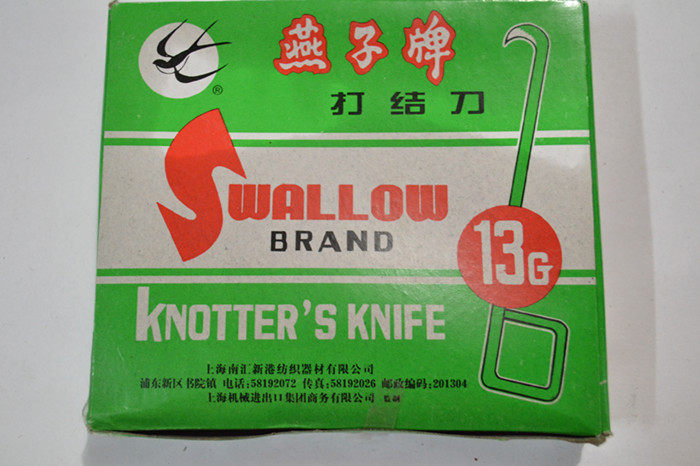 燕子牌
®
打结刀
SWALLOW
BRAND
13G
KNOTTER'S KNIFE
上海南汇新港纺织器材有限公司
浦东新区书院镇 电话:58192072 传真:58192026 邮政编码:201304
上海机械进出口集团商务有限公司 监制